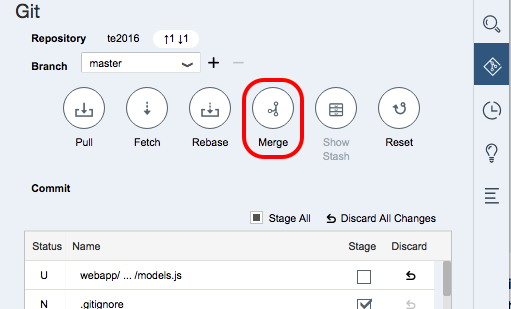 Git
Repository te2016 ↑1 ↓1
Branch master + −
Pull Fetch Rebase Merge Show Stash Reset
Commit
Stage All Discard All Changes
Status Name Stage Discard
U webapp/ ... /models.js
N .gitignore